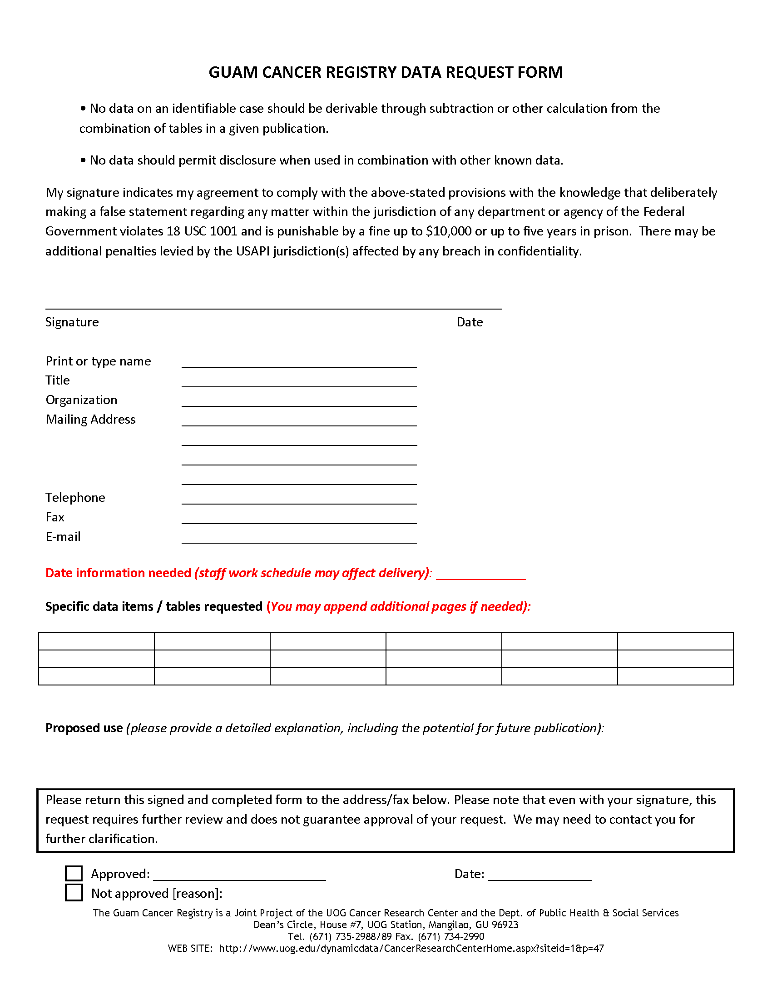 GUAM CANCER REGISTRY DATA REQUEST FORM
• No data on an identifiable case should be derivable through subtraction or other calculation from the
combination of tables in a given publication.
• No data should permit disclosure when used in combination with other known data.
My signature indicates my agreement to comply with the above-stated provisions with the knowledge that deliberately
making a false statement regarding any matter within the jurisdiction of any department or agency of the Federal
Government violates 18 USC 1001 and is punishable by a fine up to $10,000 or up to five years in prison.  There may be
additional penalties levied by the USAPI jurisdiction(s) affected by any breach in confidentiality.
Signature Date
Print or type name
Title
Organization
Mailing Address
Telephone
Fax
E-mail
Date information needed (staff work schedule may affect delivery): ______________
Specific data items / tables requested (You may append additional pages if needed):
Proposed use (please provide a detailed explanation, including the potential for future publication):
Please return this signed and completed form to the address/fax below. Please note that even with your signature, this
request requires further review and does not guarantee approval of your request.  We may need to contact you for
further clarification.
Approved: _________________________ Date: _______________
Not approved [reason]:
The Guam Cancer Registry is a Joint Project of the UOG Cancer Research Center and the Dept. of Public Health & Social Services
Dean's Circle, House #7, UOG Station, Mangilao, GU 96923
Tel. (671) 735-2988/89 Fax. (671) 734-2990
WEB SITE:  http://www.uog.edu/dynamicdata/CancerResearchCenterHome.aspx?siteid=1&p=47